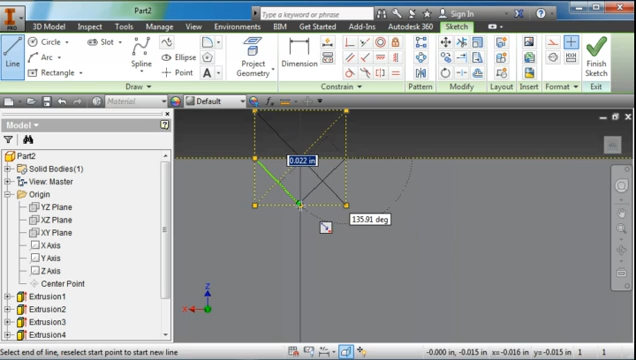 Part2
Type a keyword or phrase
Sign In
PRO
3D Model Inspect Tools Manage View Environments Get Started Vault Add-Ins Autodesk 360 Sketch
Line
Circle
Arc
Rectangle
Slot
Spline
Ellipse
Point
Project Geometry
Dimension
Finish Sketch
Draw Constrain Pattern Modify Layout Insert Format Exit
Material Default
Model
Part2
Solid Bodies(1)
View: Master
Origin
YZ Plane
XZ Plane
XY Plane
X Axis
Y Axis
Z Axis
Center Point
Extrusion1
Extrusion2
Extrusion3
Extrusion4
0.022 in
135.91 deg
Z
X
Select end of line, reselect start point to start new line
-0.000 in, -0.015 in x=-0.016 in y=-0.015 in 1 1